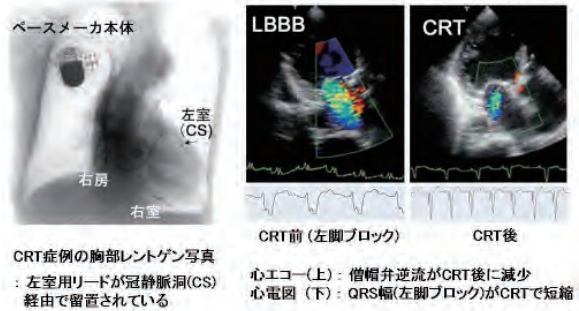 ペースメーカ本体
左室
(CS)
右房
右室
CRT症例の胸部レントゲン写真
：左室用リードが冠静脈洞(CS)
経由で留置されている
LBBB
CRT
CRT前（左脚ブロック）
CRT後
心エコー(上)：僧帽弁逆流がCRT後に減少
心電図（下）：QRS幅(左脚ブロック)がCRTで短縮